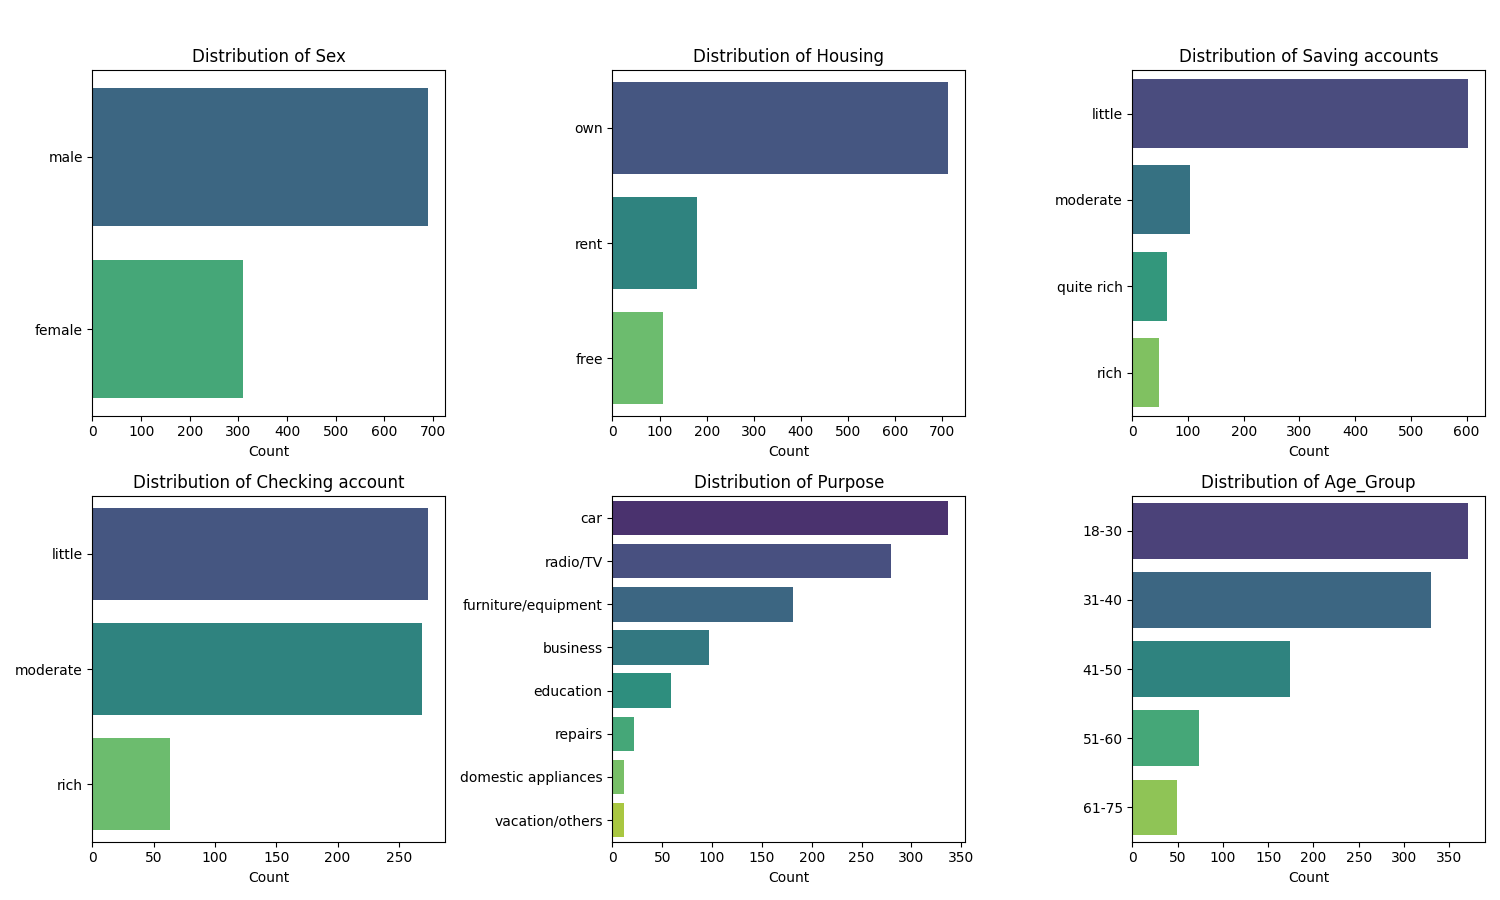 Distribution of Sex
male
female
0 100 200 300 400 500 600 700
Count
Distribution of Housing
own
rent
free
0 100 200 300 400 500 600 700
Count
Distribution of Saving accounts
little
moderate
quite rich
rich
0 100 200 300 400 500 600
Count
Distribution of Checking account
little
moderate
rich
0 50 100 150 200 250
Count
Distribution of Purpose
car
radio/TV
furniture/equipment
business
education
repairs
domestic appliances
vacation/others
0 50 100 150 200 250 300 350
Count
Distribution of Age_Group
18-30
31-40
41-50
51-60
61-75
0 50 100 150 200 250 300 350
Count